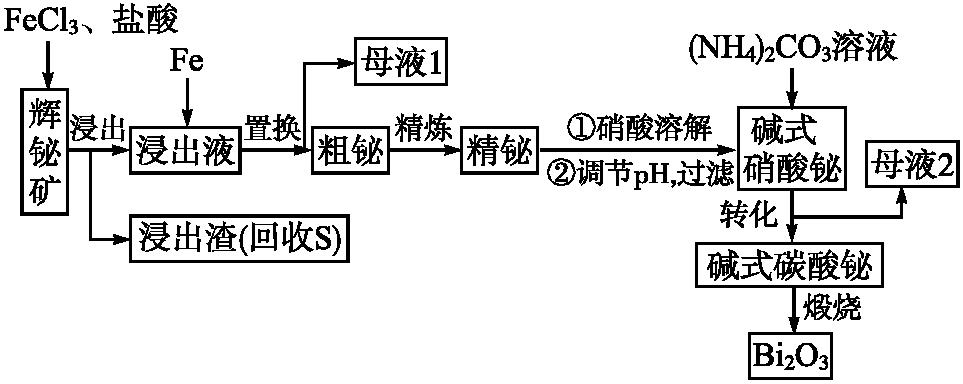 FeCl3、盐酸
Fe
母液1
(NH4)2CO3溶液
辉铋矿
浸出
浸出液
置换
粗铋
精炼
精铋
①硝酸溶解
②调节pH,过滤
碱式
硝酸铋
母液2
浸出渣(回收S)
转化
碱式碳酸铋
煅烧
Bi2O3